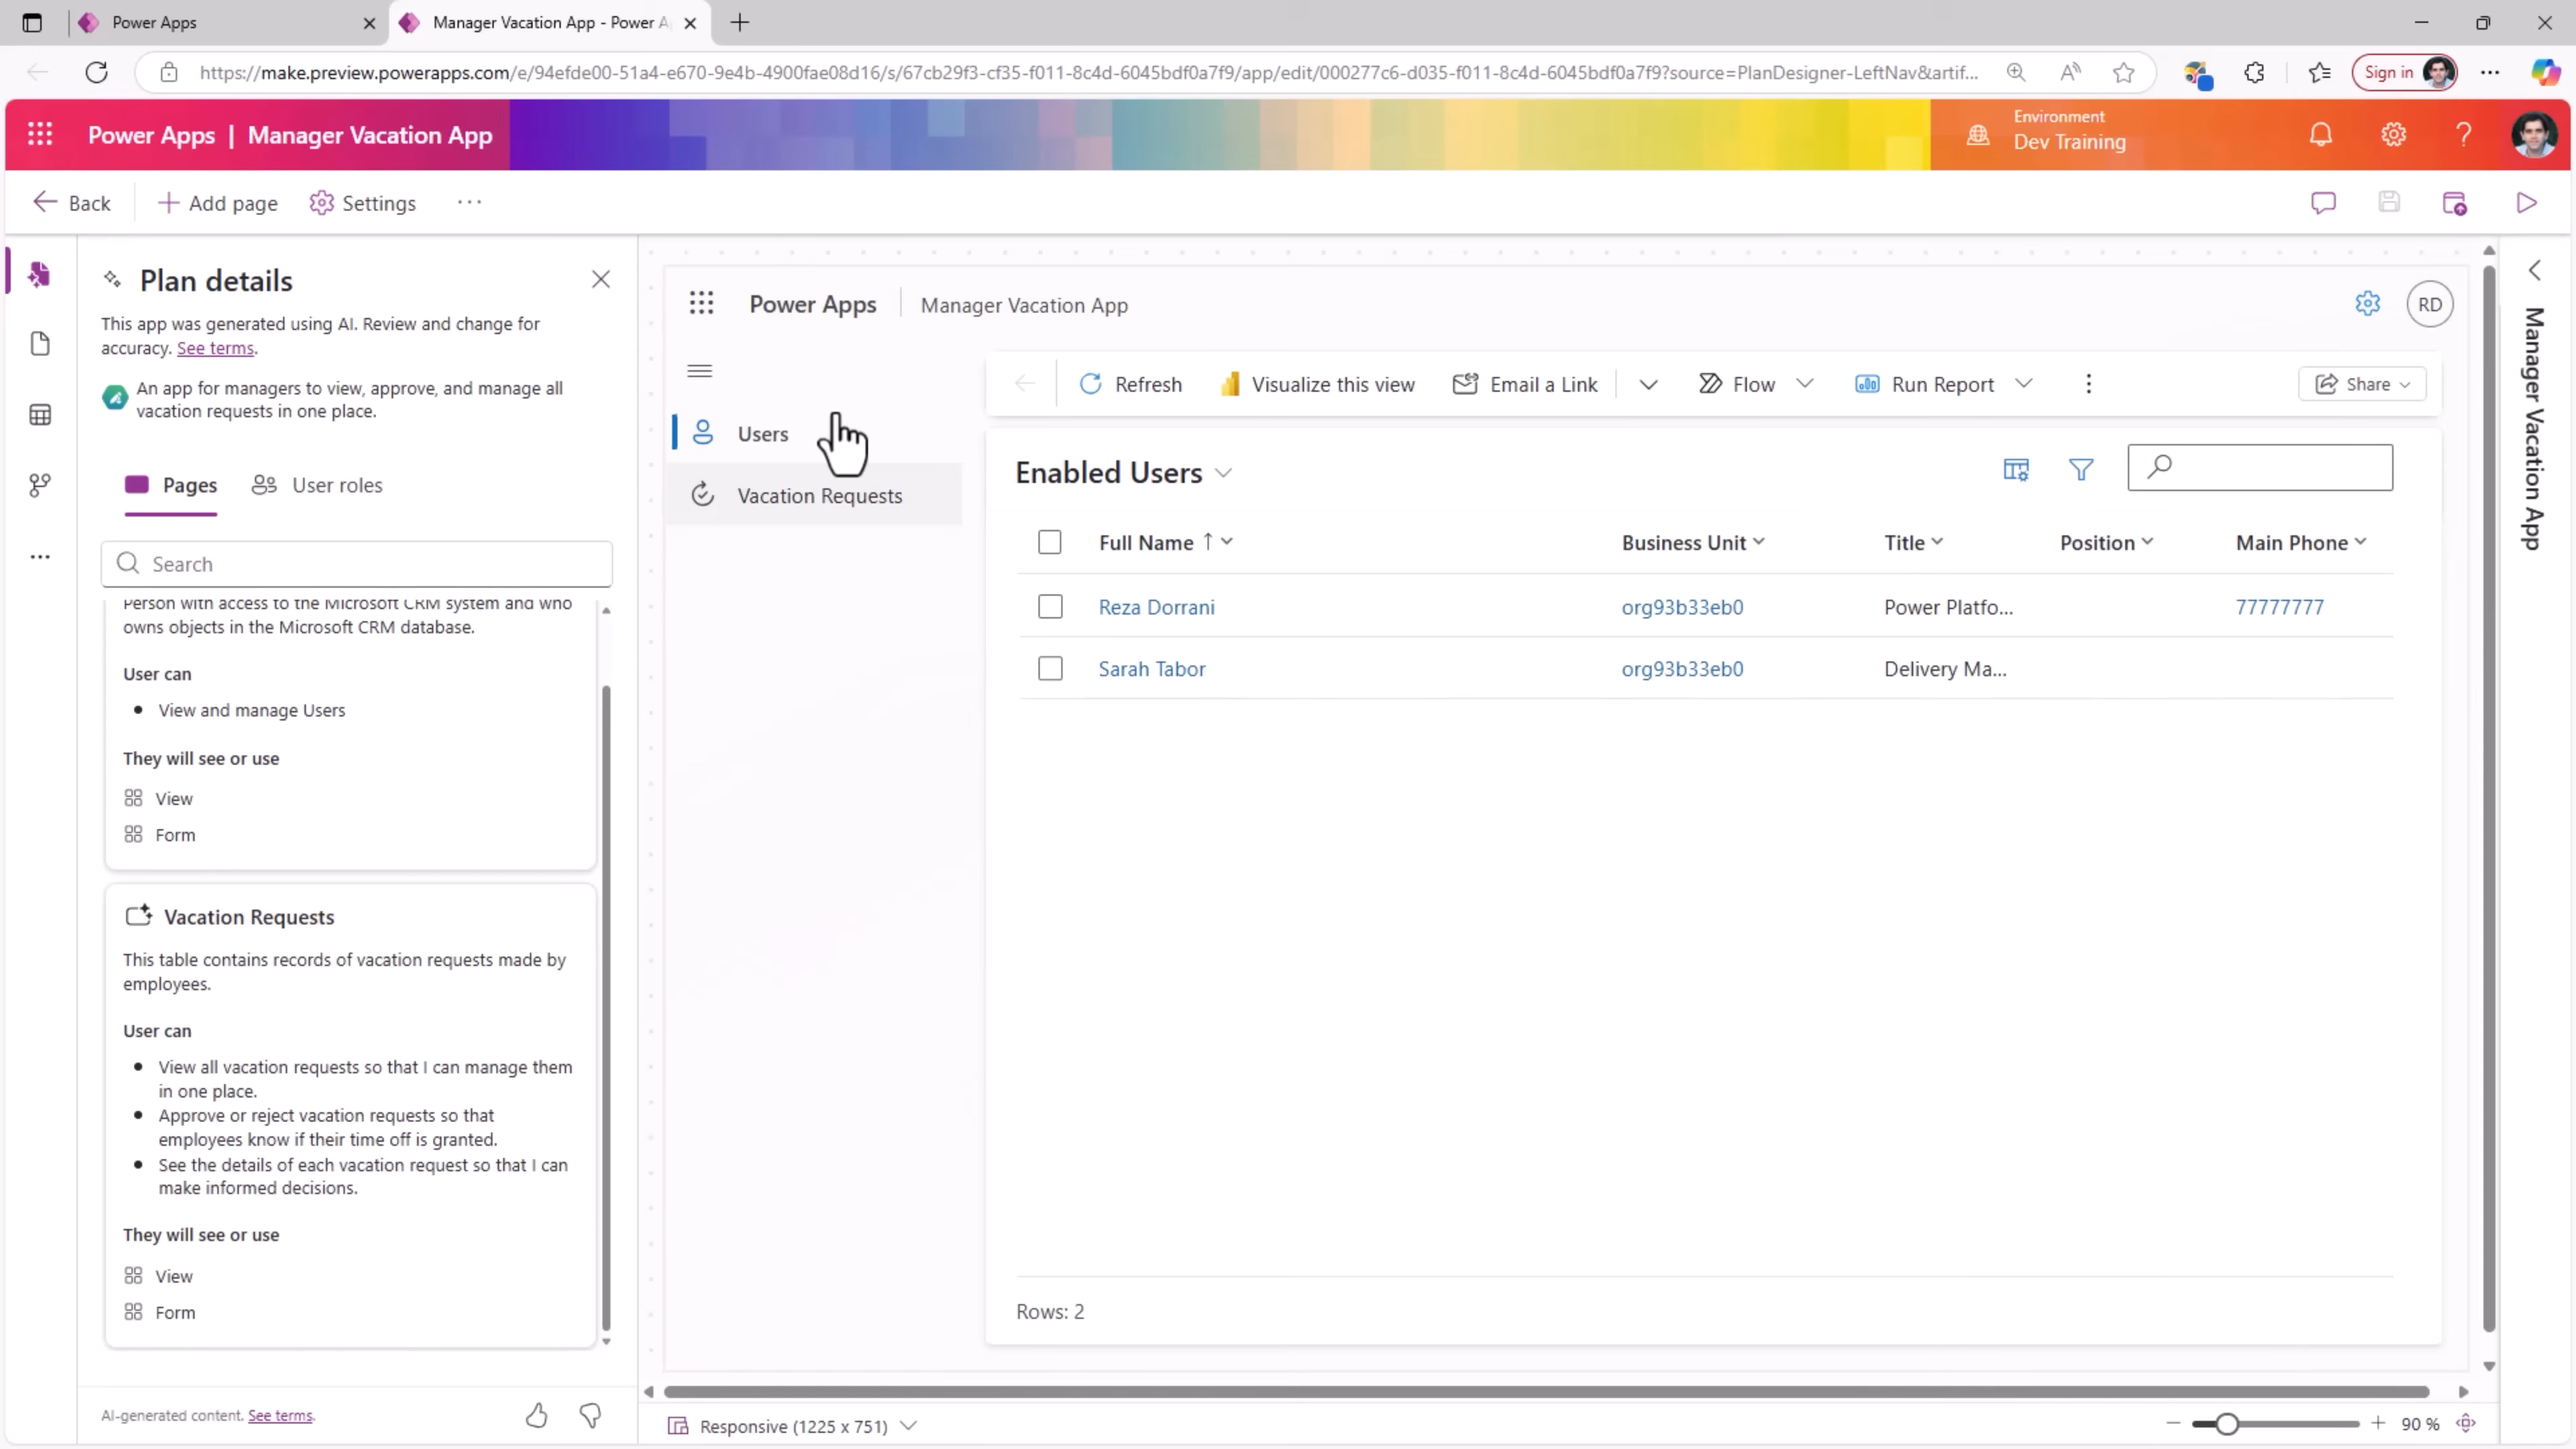 Power Apps
Manager Vacation App - Power A
https://make.preview.powerapps.com/e/94efde00-51a4-e670-9e4b-4900fae08d16/s/67cb29f3-cf35-f011-8c4d-6045bdf0a7f9/app/edit/000277c6-d035-f011-8c4d-6045bdf0a7f9?source=PlanDesigner-LeftNav&artif...
Sign in
Power Apps | Manager Vacation App
Environment
Dev Training
Back
Add page
Settings
Plan details
This app was generated using AI. Review and change for
accuracy. See terms.
An app for managers to view, approve, and manage all
vacation requests in one place.
Pages
User roles
Search
Person with access to the Microsoft CRM system and who
owns objects in the Microsoft CRM database.
User can
• View and manage Users
They will see or use
View
Form
Vacation Requests
This table contains records of vacation requests made by
employees.
User can
• View all vacation requests so that I can manage them
in one place.
• Approve or reject vacation requests so that
employees know if their time off is granted.
• See the details of each vacation request so that I can
make informed decisions.
They will see or use
View
Form
AI-generated content. See terms.
Power Apps
Manager Vacation App
RD
Users
Vacation Requests
Refresh
Visualize this view
Email a Link
Flow
Run Report
Share
Enabled Users
Full Name ↑ Business Unit Title Position Main Phone
Reza Dorrani org93b33eb0 Power Platfo... 77777777
Sarah Tabor org93b33eb0 Delivery Ma...
Rows: 2
Responsive (1225 x 751)
90 %
Manager Vacation App